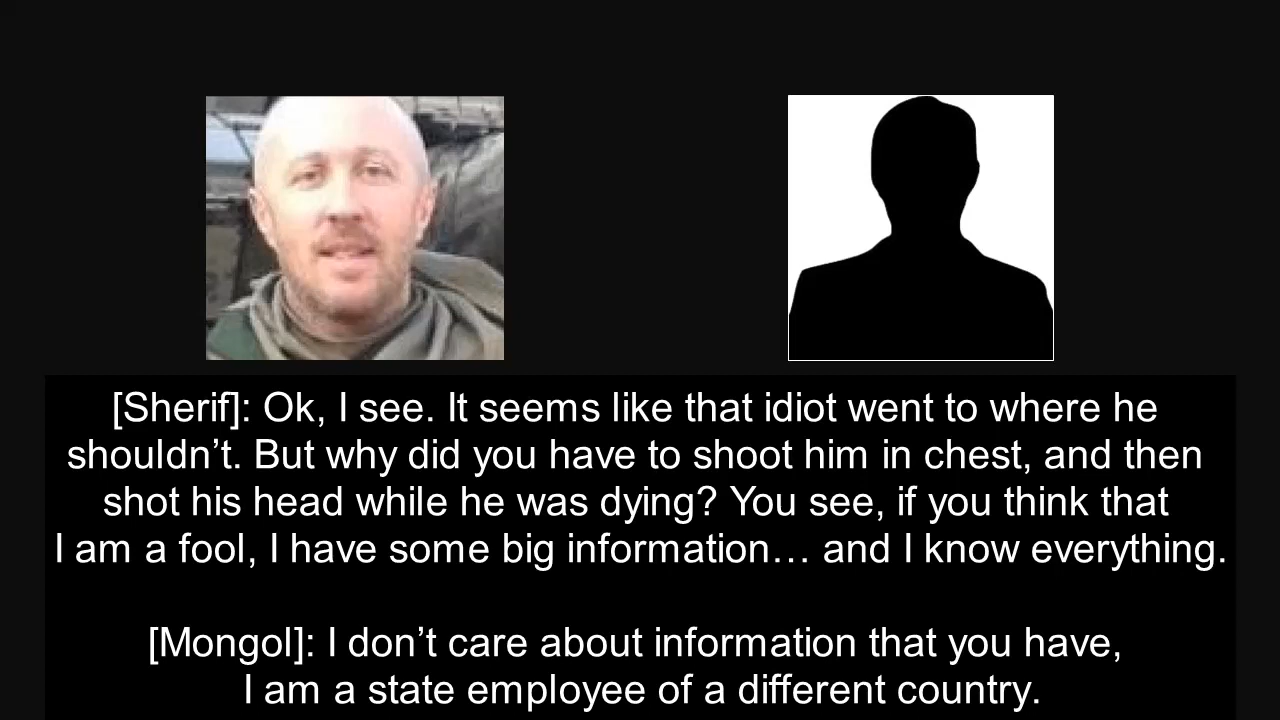 [Sherif]: Ok, I see. It seems like that idiot went to where he
shouldn’t. But why did you have to shoot him in chest, and then
shot his head while he was dying? You see, if you think that
I am a fool, I have some big information… and I know everything.
[Mongol]: I don’t care about information that you have,
I am a state employee of a different country.